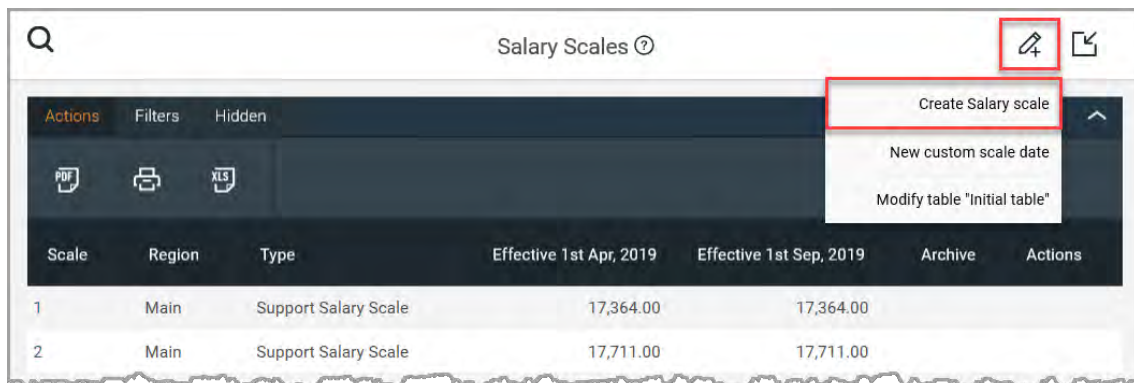 Salary Scales ?
Create Salary scale
Actions Filters Hidden
New custom scale date
PDF XLS
Modify table "Initial table"
Scale Region Type Effective 1st Apr, 2019 Effective 1st Sep, 2019 Archive Actions
1 Main Support Salary Scale 17,364.00 17,364.00
2 Main Support Salary Scale 17,711.00 17,711.00